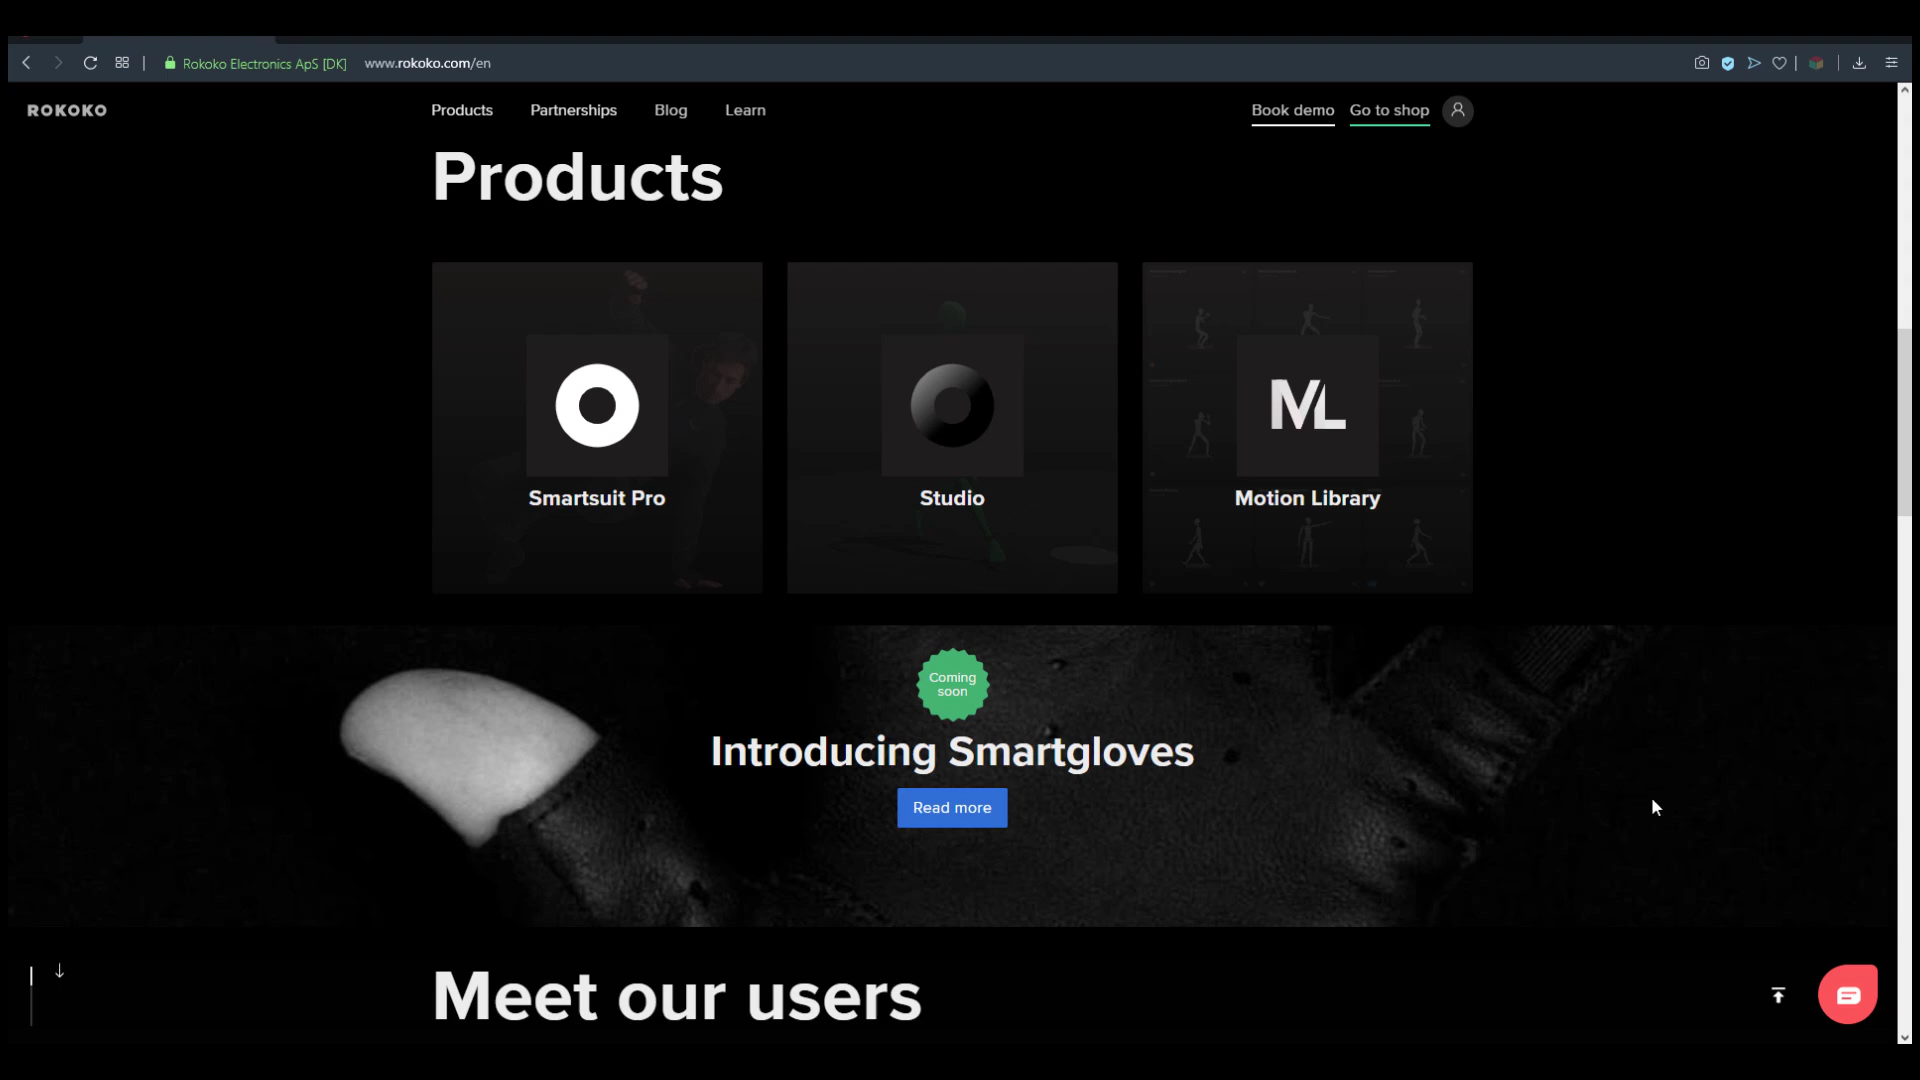 Rokoko Electronics ApS [DK] www.rokoko.com/en
ROKOKO
Products Partnerships Blog Learn
Book demo Go to shop
Products
ML
Smartsuit Pro
Studio
Motion Library
Coming
soon
Introducing Smartgloves
Read more
Meet our users